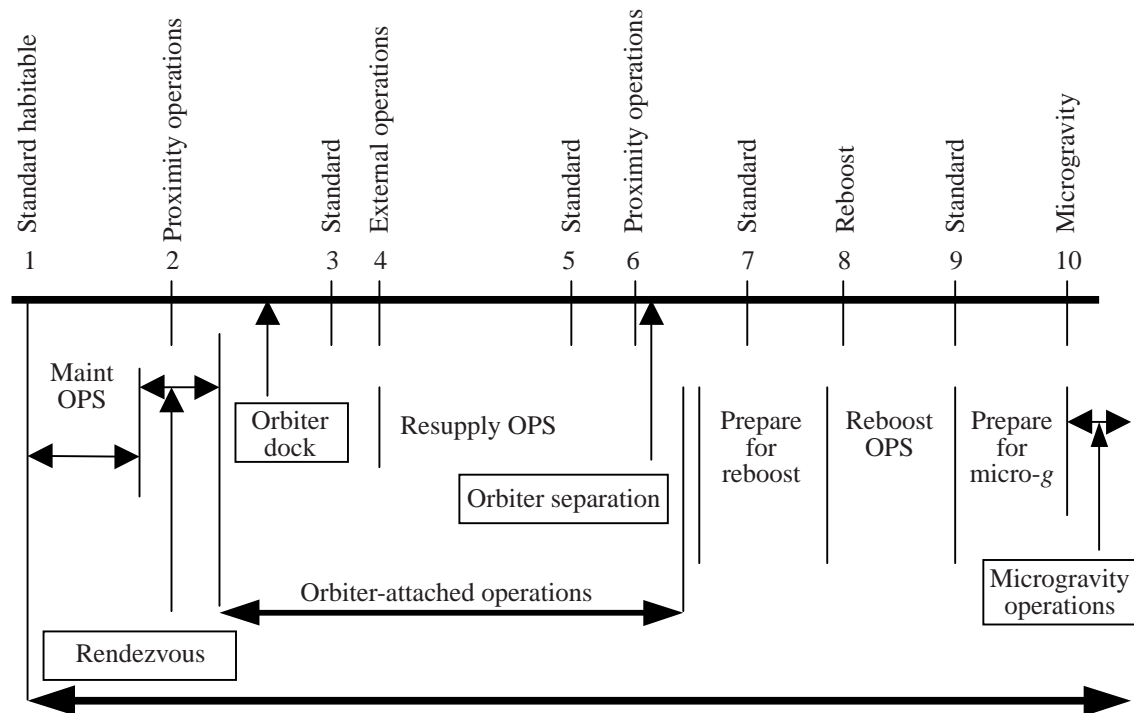 Standard habitable
Proximity operations
Standard
External operations
Standard
Proximity operations
Standard
Reboost
Standard
Microgravity
1
2
3
4
5
6
7
8
9
10
Maint
OPS
Orbiter
dock
Resupply OPS
Orbiter separation
Prepare
for
reboost
Reboost
OPS
Prepare
for
micro-g
Orbiter-attached operations
Microgravity
operations
Rendezvous